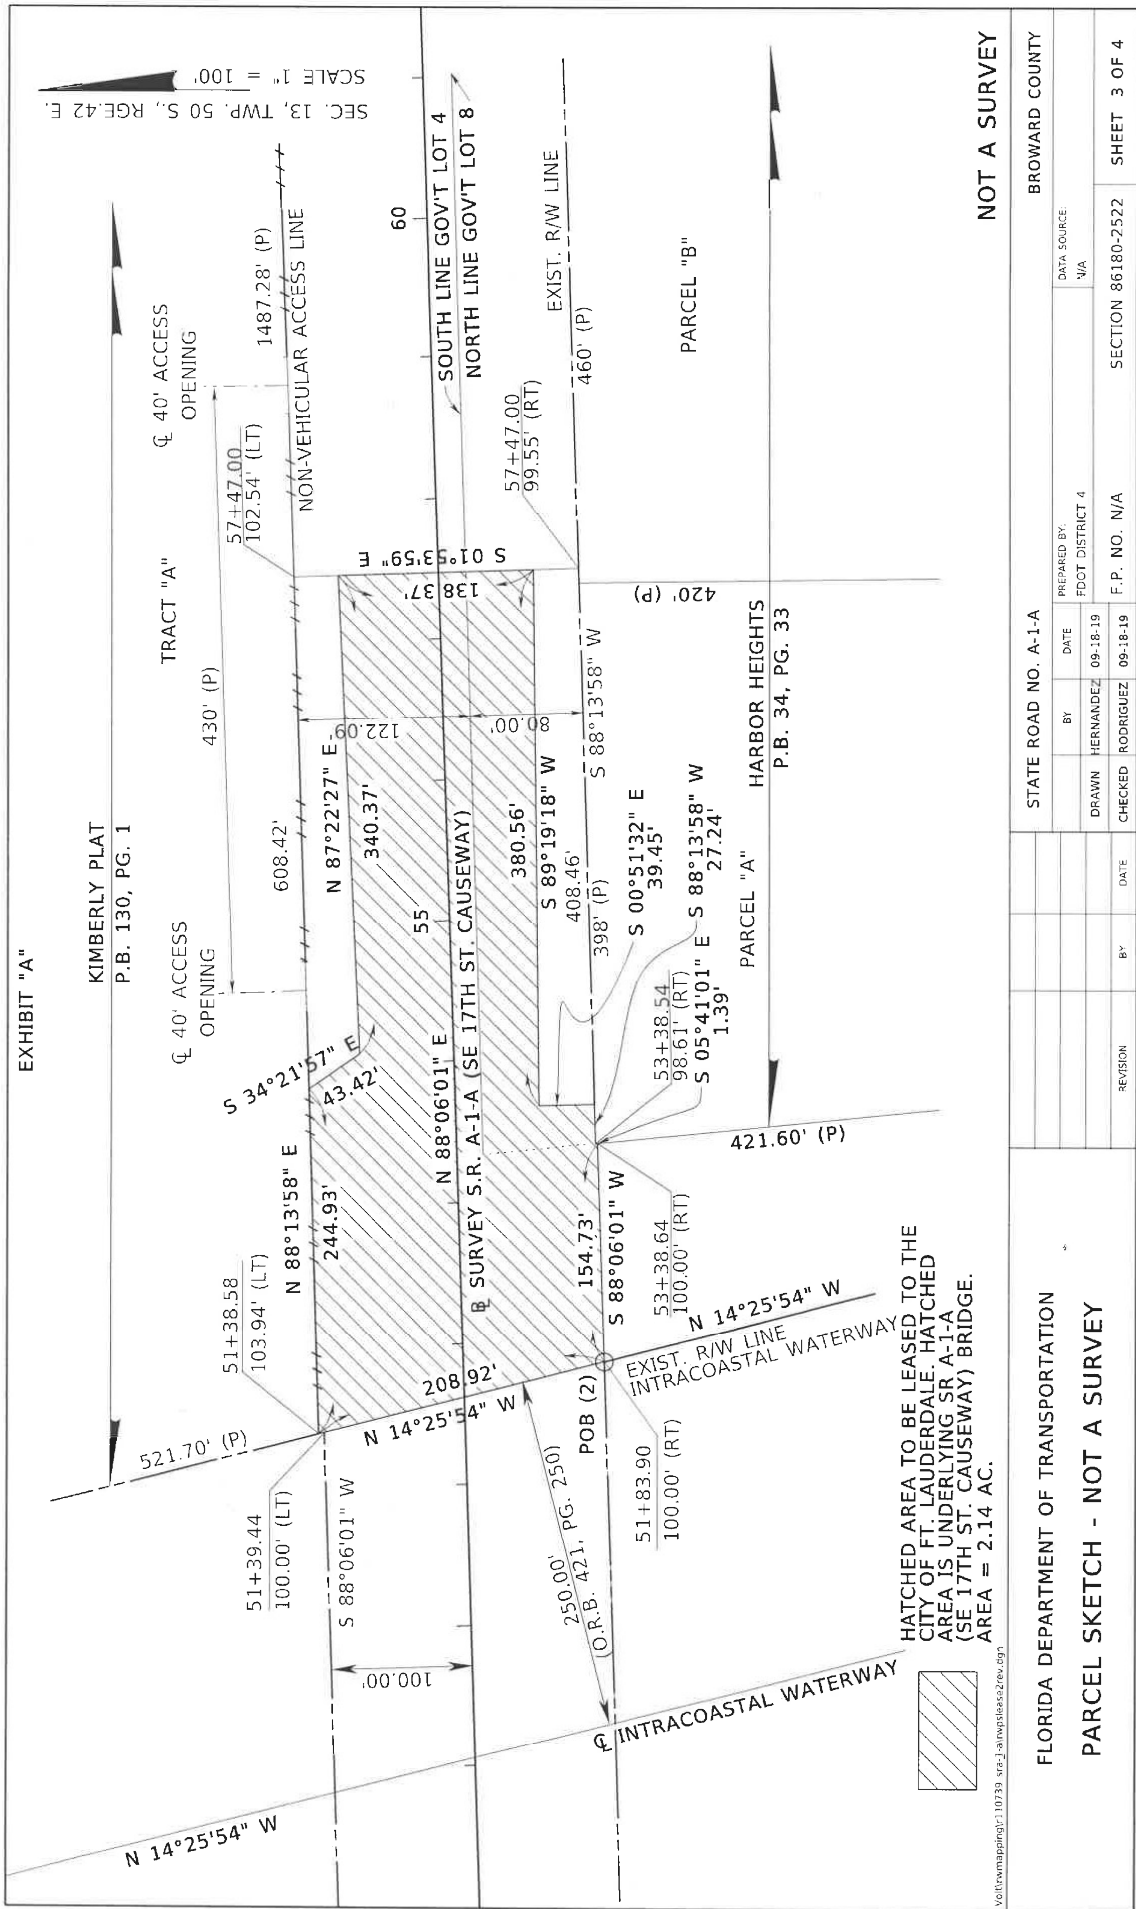 EXHIBIT "A"
KIMBERLY PLAT
P.B. 130, PG. 1
SEC. 13, TWP. 50 S., RGE.42 E.
SCALE 1" = 100'
TRACT "A"
℄ 40' ACCESS
OPENING
430' (P)
℄ 40' ACCESS
OPENING
521.70' (P)
51+38.58
103.94' (LT)
51+39.44
100.00' (LT)
608.42'
57+47.00
102.54' (LT)
1487.28' (P)
NON-VEHICULAR ACCESS LINE
N 88°13'58" E
244.93'
S 34°21'57" E
43.42'
N 87°22'27" E
340.37'
122.09'
S 01°53'59" E
138.37'
S 88°06'01" W
100.00'
N 14°25'54" W
208.92'
N 88°06'01" E
55
60
SOUTH LINE GOV'T LOT 4
NORTH LINE GOV'T LOT 8
BL SURVEY S.R. A-1-A (SE 17TH ST. CAUSEWAY)
80.00'
380.56'
S 89°19'18" W
408.46'
398' (P)
S 88°13'58" W
57+47.00
99.55' (RT)
EXIST. R/W LINE
460' (P)
154.73'
S 88°06'01" W
S 00°51'32" E
39.45'
S 88°13'58" W
27.24'
53+38.54
98.61' (RT)
S 05°41'01" E
1.39'
53+38.64
100.00' (RT)
POB (2)
51+83.90
100.00' (RT)
EXIST. R/W LINE
INTRACOASTAL WATERWAY
N 14°25'54" W
250.00'
(O.R.B. 421, PG. 250)
℄ INTRACOASTAL WATERWAY
N 14°25'54" W
421.60' (P)
420' (P)
PARCEL "A"
PARCEL "B"
HARBOR HEIGHTS
P.B. 34, PG. 33
HATCHED AREA TO BE LEASED TO THE
CITY OF FT. LAUDERDALE. HATCHED
AREA IS UNDERLYING SR A-1-A
(SE 17TH ST. CAUSEWAY) BRIDGE.
AREA = 2.14 AC.
NOT A SURVEY
FLORIDA DEPARTMENT OF TRANSPORTATION
PARCEL SKETCH - NOT A SURVEY
REVISION BY DATE
STATE ROAD NO. A-1-A BROWARD COUNTY
BY DATE
DRAWN HERNANDEZ 09-18-19
CHECKED RODRIGUEZ 09-18-19
PREPARED BY:
FDOT DISTRICT 4
DATA SOURCE:
N/A
F.P. NO. N/A SECTION 86180-2522 SHEET 3 OF 4